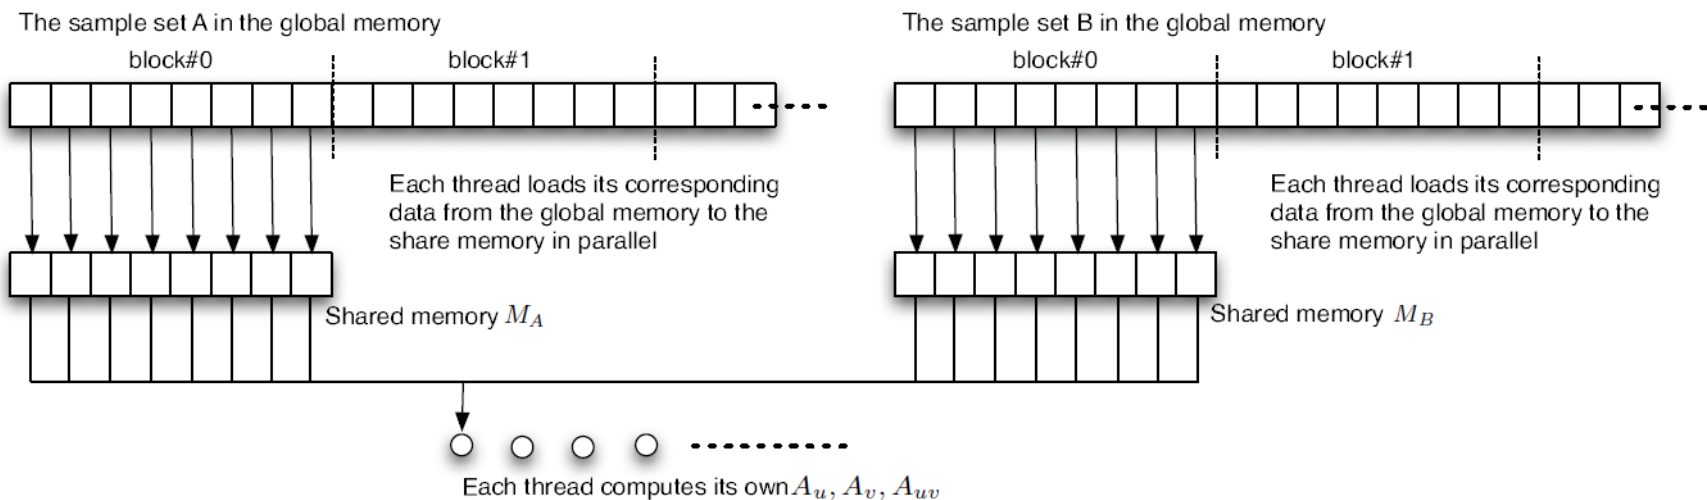 The sample set A in the global memory
block#0 block#1
Each thread loads its corresponding
data from the global memory to the
share memory in parallel
Shared memory M_A
The sample set B in the global memory
block#0 block#1
Each thread loads its corresponding
data from the global memory to the
share memory in parallel
Shared memory M_B
Each thread computes its own A_u, A_v, A_uv